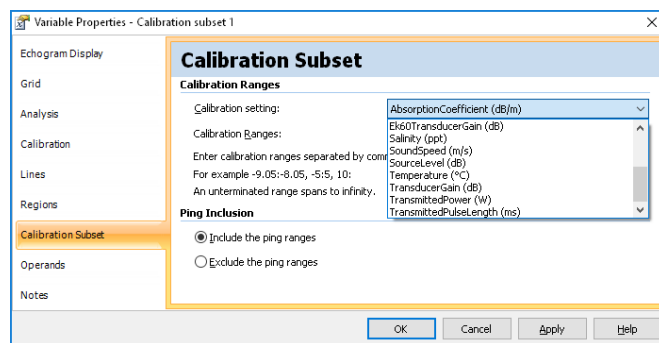 Variable Properties - Calibration subset 1
Echogram Display
Grid
Analysis
Calibration
Lines
Regions
Calibration Subset
Operands
Notes
Calibration Subset
Calibration Ranges
Calibration setting:
AbsorptionCoefficient (dB/m)
Ek60TransducerGain (dB)
Salinity (ppt)
SoundSpeed (m/s)
SourceLevel (dB)
Temperature (°C)
TransducerGain (dB)
TransmittedPower (W)
TransmittedPulseLength (ms)
Calibration Ranges:
Enter calibration ranges separated by com
For example -9.05:-8.05, -5:5, 10:
An unterminated range spans to infinity.
Ping Inclusion
Include the ping ranges
Exclude the ping ranges
OK
Cancel
Apply
Help